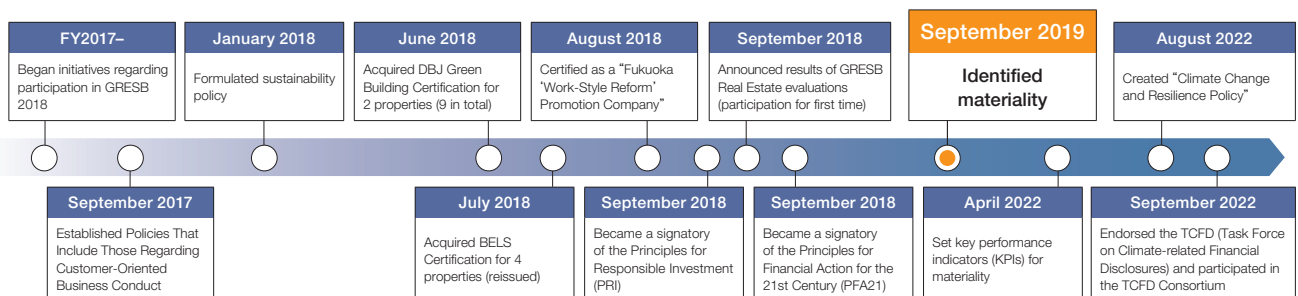 FY2017–
Began initiatives regarding
participation in GRESB
2018
January 2018
Formulated sustainability
policy
June 2018
Acquired DBJ Green
Building Certification for
2 properties (9 in total)
August 2018
Certified as a “Fukuoka
‘Work-Style Reform’
Promotion Company”
September 2018
Announced results of GRESB
Real Estate evaluations
(participation for first time)
September 2019
Identified
materiality
August 2022
Created “Climate Change
and Resilience Policy”
September 2017
Established Policies That
Include Those Regarding
Customer-Oriented
Business Conduct
July 2018
Acquired BELS
Certification for 4
properties (reissued)
September 2018
Became a signatory
of the Principles for
Responsible Investment
(PRI)
September 2018
Became a signatory
of the Principles for
Financial Action for the
21st Century (PFA21)
April 2022
Set key performance
indicators (KPIs) for
materiality
September 2022
Endorsed the TCFD (Task Force
on Climate-related Financial
Disclosures) and participated in
the TCFD Consortium